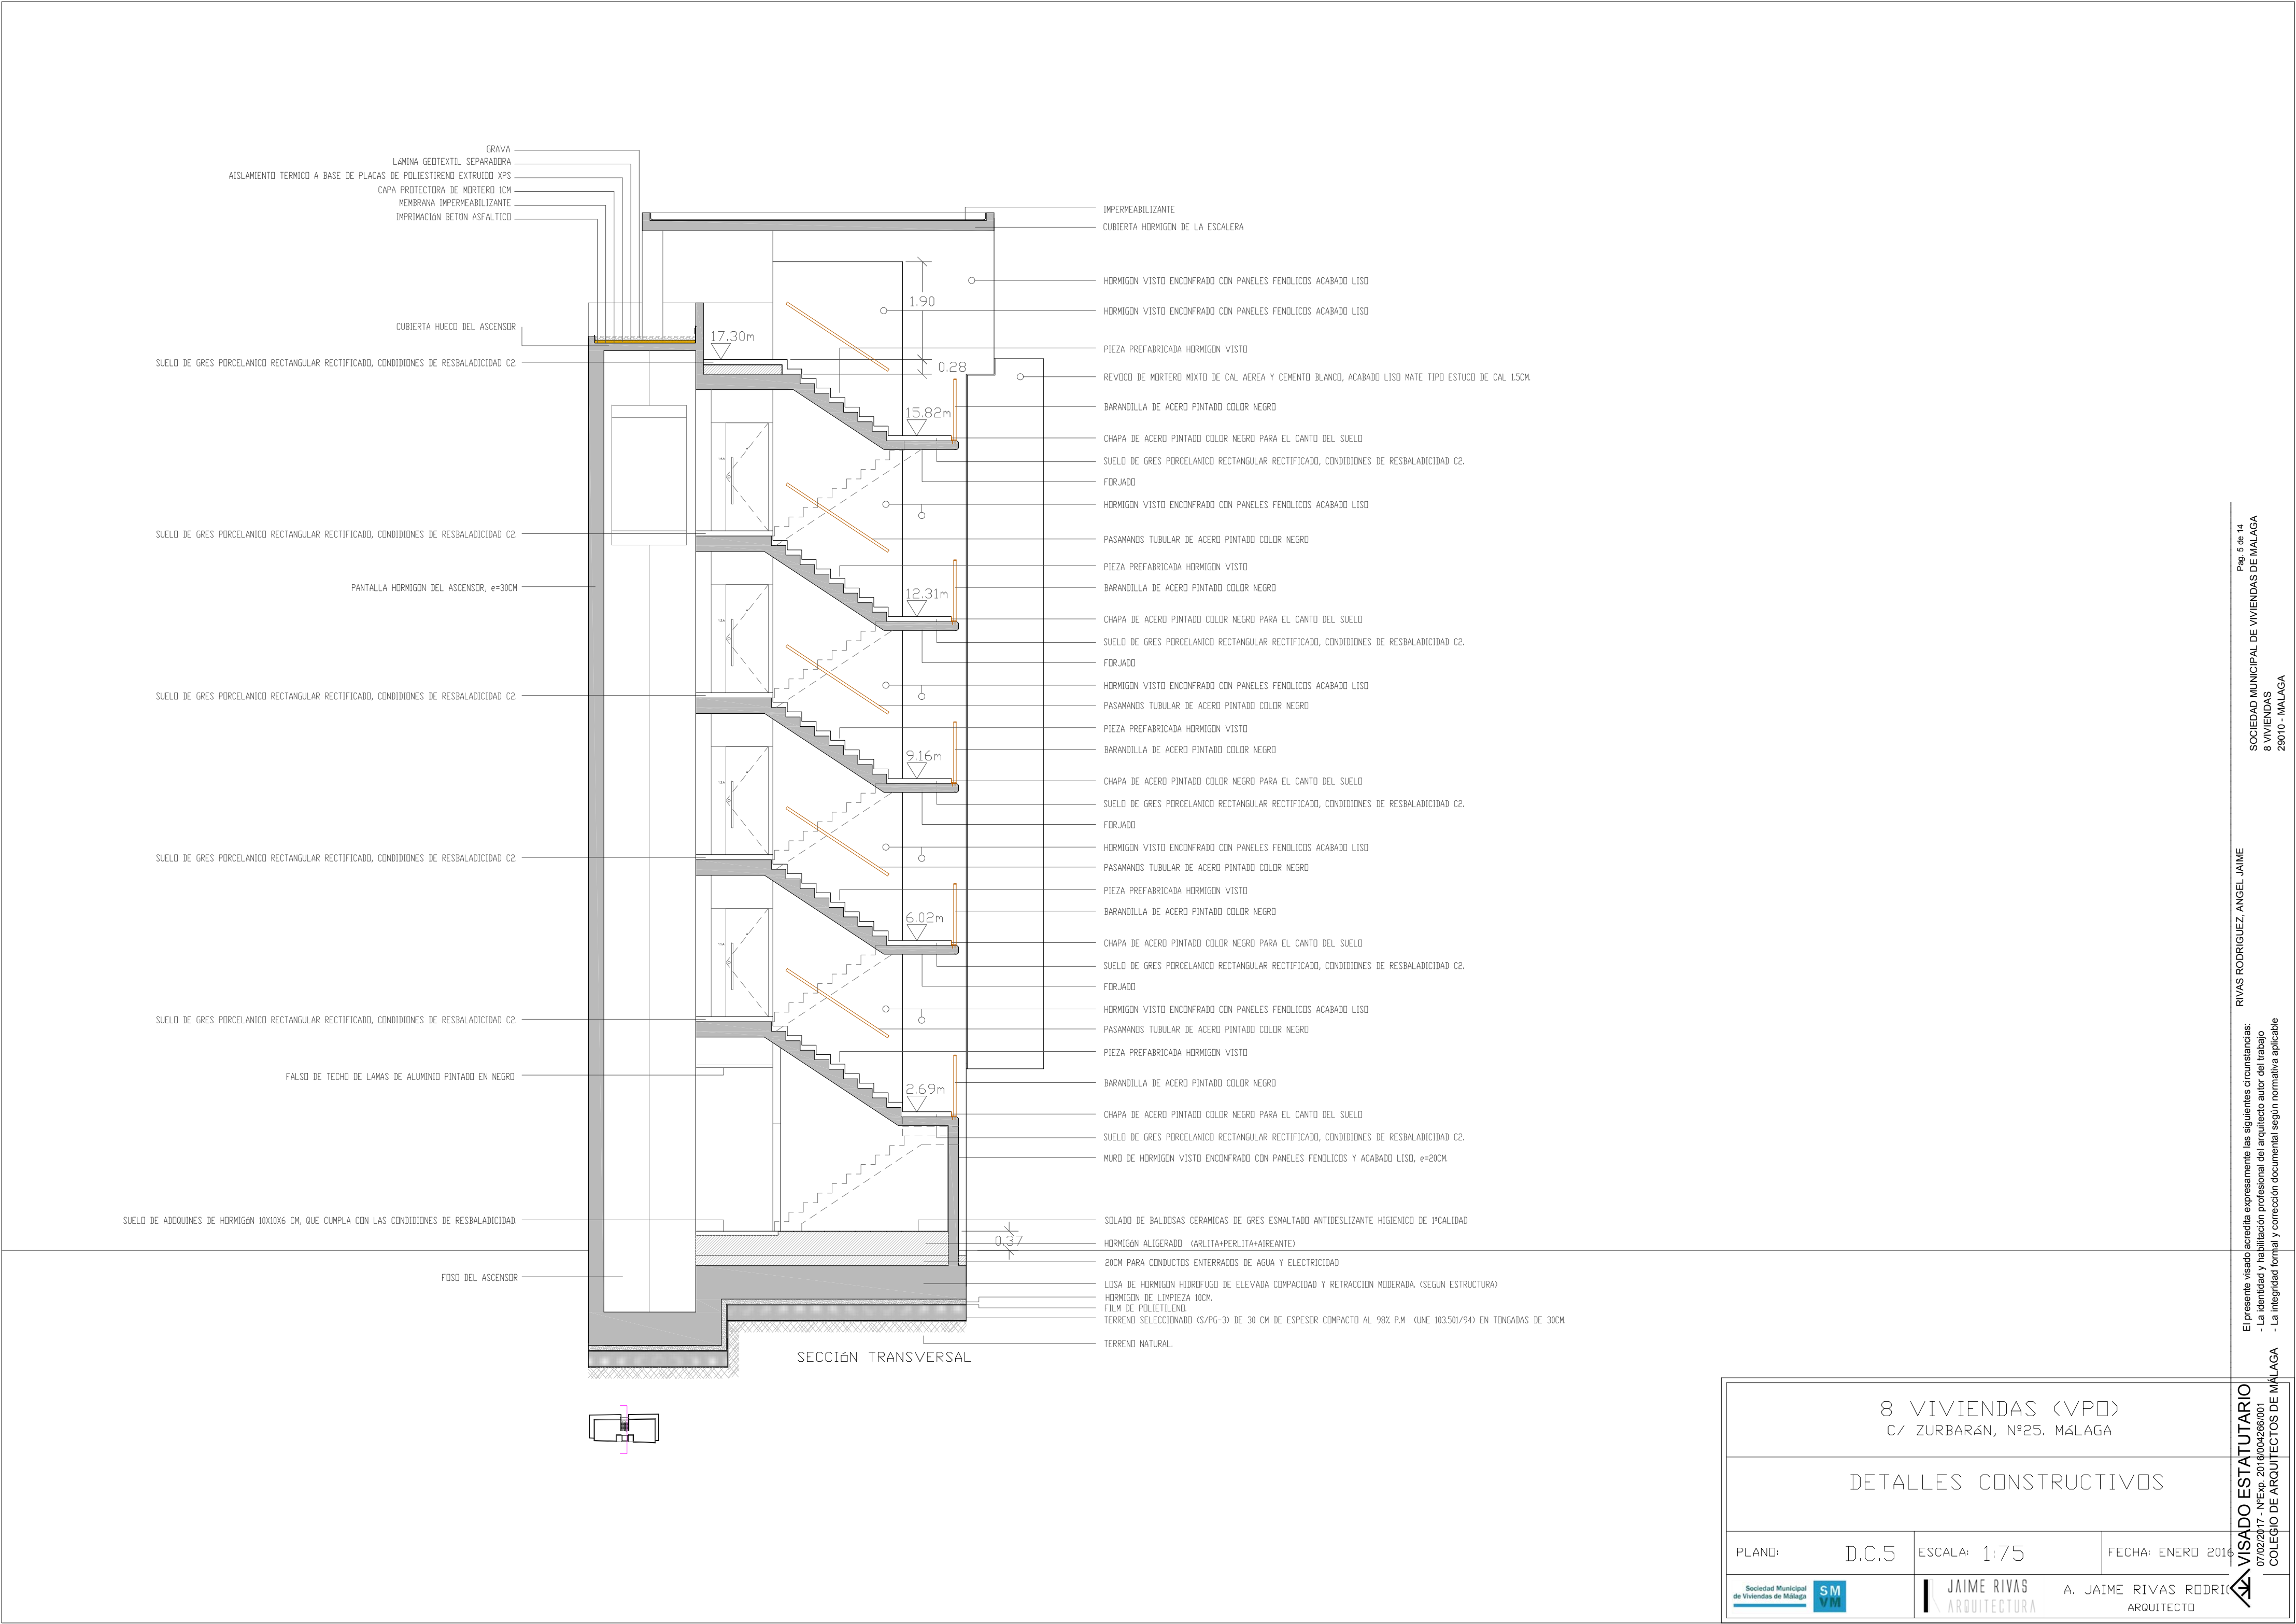 GRAVA
LáMINA GEOTEXTIL SEPARADORA
AISLAMIENTO TERMICO A BASE DE PLACAS DE POLIESTIRENO EXTRUIDO XPS
CAPA PROTECTORA DE MORTERO 1CM
MEMBRANA IMPERMEABILIZANTE
IMPRIMACIóN BETON ASFALTICO
CUBIERTA HUECO DEL ASCENSOR
SUELO DE GRES PORCELANICO RECTANGULAR RECTIFICADO, CONDIDIONES DE RESBALADICIDAD C2.
SUELO DE GRES PORCELANICO RECTANGULAR RECTIFICADO, CONDIDIONES DE RESBALADICIDAD C2.
PANTALLA HORMIGON DEL ASCENSOR, e=30CM
SUELO DE GRES PORCELANICO RECTANGULAR RECTIFICADO, CONDIDIONES DE RESBALADICIDAD C2.
SUELO DE GRES PORCELANICO RECTANGULAR RECTIFICADO, CONDIDIONES DE RESBALADICIDAD C2.
SUELO DE GRES PORCELANICO RECTANGULAR RECTIFICADO, CONDIDIONES DE RESBALADICIDAD C2.
FALSO DE TECHO DE LAMAS DE ALUMINIO PINTADO EN NEGRO
SUELO DE ADOQUINES DE HORMIGóN 10X10X6 CM, QUE CUMPLA CON LAS CONDIDIONES DE RESBALADICIDAD.
FOSO DEL ASCENSOR
1.90
17.30m
0.28
15.82m
12.31m
9.16m
6.02m
2.69m
0.37
IMPERMEABILIZANTE
CUBIERTA HORMIGON DE LA ESCALERA
HORMIGON VISTO ENCONFRADO CON PANELES FENOLICOS ACABADO LISO
HORMIGON VISTO ENCONFRADO CON PANELES FENOLICOS ACABADO LISO
PIEZA PREFABRICADA HORMIGON VISTO
REVOCO DE MORTERO MIXTO DE CAL AEREA Y CEMENTO BLANCO, ACABADO LISO MATE TIPO ESTUCO DE CAL 1.5CM.
BARANDILLA DE ACERO PINTADO COLOR NEGRO
CHAPA DE ACERO PINTADO COLOR NEGRO PARA EL CANTO DEL SUELO
SUELO DE GRES PORCELANICO RECTANGULAR RECTIFICADO, CONDIDIONES DE RESBALADICIDAD C2.
FORJADO
HORMIGON VISTO ENCONFRADO CON PANELES FENOLICOS ACABADO LISO
PASAMANOS TUBULAR DE ACERO PINTADO COLOR NEGRO
PIEZA PREFABRICADA HORMIGON VISTO
BARANDILLA DE ACERO PINTADO COLOR NEGRO
CHAPA DE ACERO PINTADO COLOR NEGRO PARA EL CANTO DEL SUELO
SUELO DE GRES PORCELANICO RECTANGULAR RECTIFICADO, CONDIDIONES DE RESBALADICIDAD C2.
FORJADO
HORMIGON VISTO ENCONFRADO CON PANELES FENOLICOS ACABADO LISO
PASAMANOS TUBULAR DE ACERO PINTADO COLOR NEGRO
PIEZA PREFABRICADA HORMIGON VISTO
BARANDILLA DE ACERO PINTADO COLOR NEGRO
CHAPA DE ACERO PINTADO COLOR NEGRO PARA EL CANTO DEL SUELO
SUELO DE GRES PORCELANICO RECTANGULAR RECTIFICADO, CONDIDIONES DE RESBALADICIDAD C2.
FORJADO
HORMIGON VISTO ENCONFRADO CON PANELES FENOLICOS ACABADO LISO
PASAMANOS TUBULAR DE ACERO PINTADO COLOR NEGRO
PIEZA PREFABRICADA HORMIGON VISTO
BARANDILLA DE ACERO PINTADO COLOR NEGRO
CHAPA DE ACERO PINTADO COLOR NEGRO PARA EL CANTO DEL SUELO
SUELO DE GRES PORCELANICO RECTANGULAR RECTIFICADO, CONDIDIONES DE RESBALADICIDAD C2.
FORJADO
HORMIGON VISTO ENCONFRADO CON PANELES FENOLICOS ACABADO LISO
PASAMANOS TUBULAR DE ACERO PINTADO COLOR NEGRO
PIEZA PREFABRICADA HORMIGON VISTO
BARANDILLA DE ACERO PINTADO COLOR NEGRO
CHAPA DE ACERO PINTADO COLOR NEGRO PARA EL CANTO DEL SUELO
SUELO DE GRES PORCELANICO RECTANGULAR RECTIFICADO, CONDIDIONES DE RESBALADICIDAD C2.
MURO DE HORMIGON VISTO ENCONFRADO CON PANELES FENOLICOS Y ACABADO LISO, e=20CM.
SOLADO DE BALDOSAS CERAMICAS DE GRES ESMALTADO ANTIDESLIZANTE HIGIENICO DE 1ªCALIDAD
HORMIGóN ALIGERADO (ARLITA+PERLITA+AIREANTE)
20CM PARA CONDUCTOS ENTERRADOS DE AGUA Y ELECTRICIDAD
LOSA DE HORMIGON HIDROFUGO DE ELEVADA COMPACIDAD Y RETRACCION MODERADA. (SEGUN ESTRUCTURA)
HORMIGON DE LIMPIEZA 10CM.
FILM DE POLIETILENO.
TERRENO SELECCIONADO (S/PG-3) DE 30 CM DE ESPESOR COMPACTO AL 98% P.M (UNE 103.501/94) EN TONGADAS DE 30CM.
TERRENO NATURAL.
SECCIóN TRANSVERSAL
8 VIVIENDAS (VPO)
C/ ZURBARáN, Nº25. MáLAGA
DETALLES CONSTRUCTIVOS
PLANO: D.C.5
ESCALA: 1:75
FECHA: ENERO 2016
Sociedad Municipal
de Viviendas de Málaga
SM
VM
JAIME RIVAS
ARQUITECTURA
A. JAIME RIVAS RODRIG
ARQUITECTO
VISADO ESTATUTARIO
07/02/2017 - NºExp. 2016/004266/001
COLEGIO DE ARQUITECTOS DE MÁLAGA
El presente visado acredita expresamente las siguientes circunstancias:
- La identidad y habilitación profesional del arquitecto autor del trabajo
- La integridad formal y corrección documental según normativa aplicable
RIVAS RODRIGUEZ, ANGEL JAIME
Pag. 5 de 14
SOCIEDAD MUNICIPAL DE VIVIENDAS DE MALAGA
8 VIVIENDAS
29010 - MALAGA